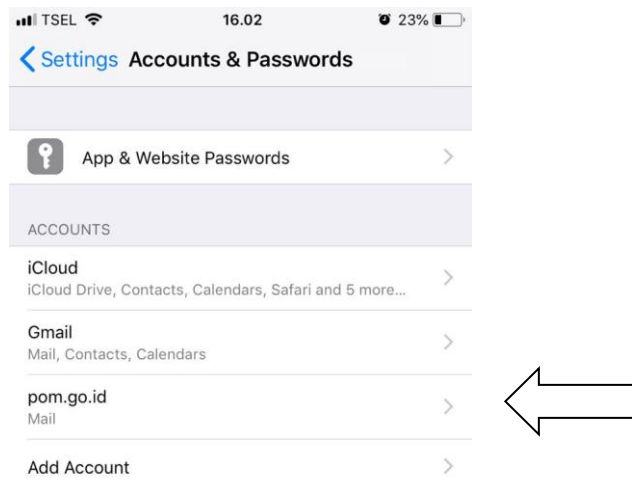 TSEL 16.02 23%
Settings Accounts & Passwords
App & Website Passwords
ACCOUNTS
iCloud
iCloud Drive, Contacts, Calendars, Safari and 5 more...
Gmail
Mail, Contacts, Calendars
pom.go.id
Mail
Add Account